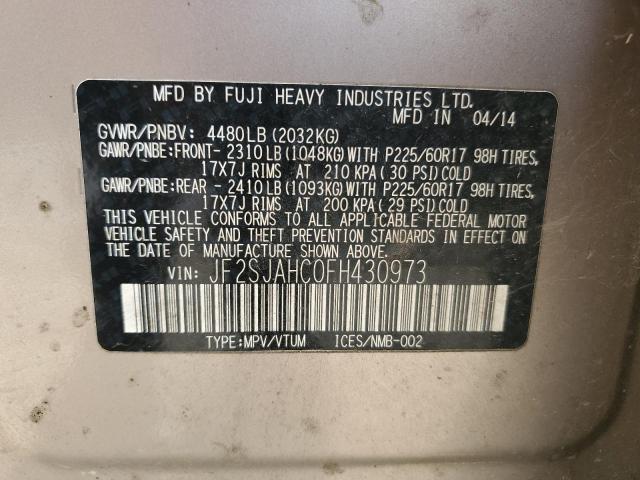 MFD BY FUJI HEAVY INDUSTRIES LTD.
MFD IN 04/14
GVWR/PNBV: 4480LB(2032KG)
GAWR/PNBE:FRONT- 2310LB(1048KG)WITH P225/60R17 98H TIRES,
17X7J RIMS AT 210 KPA(30 PSI)COLD
GAWR/PNBE:REAR - 2410LB(1093KG)WITH P225/60R17 98H TIRES,
17X7J RIMS AT 200 KPA(29 PSI)COLD
THIS VEHICLE CONFORMS TO ALL APPLICABLE FEDERAL MOTOR
VEHICLE SAFETY AND THEFT PREVENTION STANDARDS IN EFFECT
ON THE DATE OF MANUFACTURE SHOWN ABOVE.
VIN: JF2SJAHC0FH430973
TYPE:MPV/VTUM ICES/NMB-002